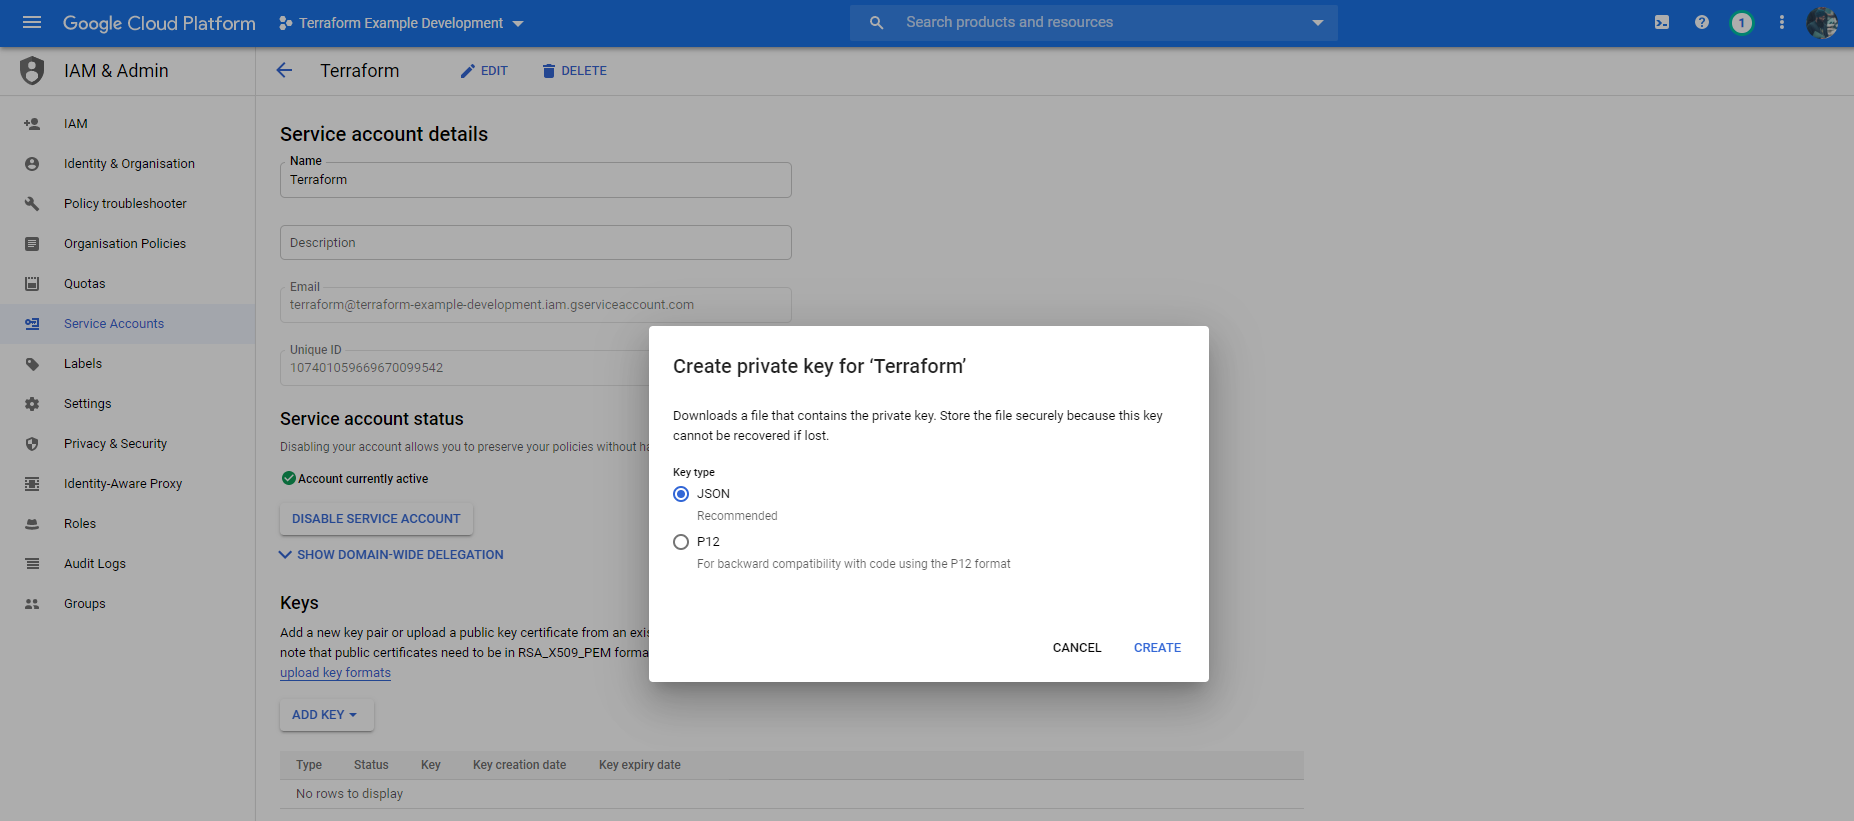 Google Cloud Platform
Terraform Example Development
Search products and resources
1
IAM & Admin
Terraform
EDIT
DELETE
IAM
Identity & Organisation
Policy troubleshooter
Organisation Policies
Quotas
Service Accounts
Labels
Settings
Privacy & Security
Identity-Aware Proxy
Roles
Audit Logs
Groups
Service account details
Name
Terraform
Description
Email
terraform@terraform-example-development.iam.gserviceaccount.com
Unique ID
107401059669670099542
Service account status
Disabling your account allows you to preserve your policies without ha
Account currently active
DISABLE SERVICE ACCOUNT
SHOW DOMAIN-WIDE DELEGATION
Keys
Add a new key pair or upload a public key certificate from an exis
note that public certificates need to be in RSA_X509_PEM forma
upload key formats
ADD KEY
Type Status Key Key creation date Key expiry date
No rows to display
Create private key for ‘Terraform’
Downloads a file that contains the private key. Store the file securely because this key
cannot be recovered if lost.
Key type
JSON
Recommended
P12
For backward compatibility with code using the P12 format
CANCEL
CREATE